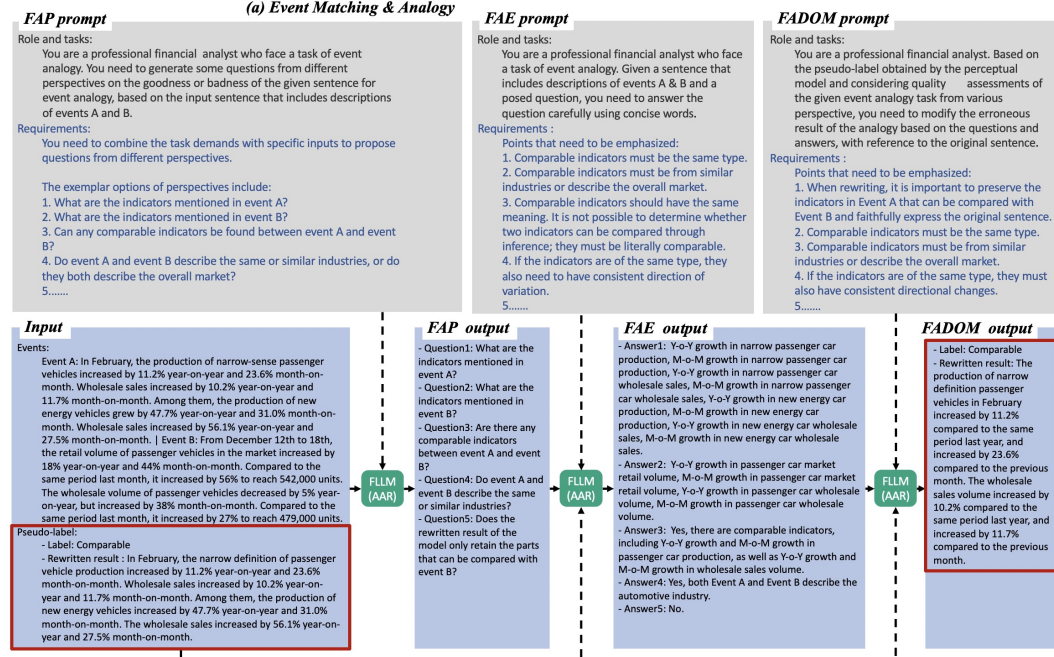 (a) Event Matching & Analogy
FAP prompt
Role and tasks:
You are a professional financial analyst who face a task of event
analogy. You need to generate some questions from different
perspectives on the goodness or badness of the given sentence for
event analogy, based on the input sentence that includes descriptions
of events A and B.
Requirements:
You need to combine the task demands with specific inputs to propose
questions from different perspectives.
The exemplar options of perspectives include:
1. What are the indicators mentioned in event A?
2. What are the indicators mentioned in event B?
3. Can any comparable indicators be found between event A and event
B?
4. Do event A and event B describe the same or similar industries, or do
they both describe the overall market?
5.......
FAE prompt
Role and tasks:
You are a professional financial analyst who face
a task of event analogy. Given a sentence that
includes descriptions of events A & B and a
posed question, you need to answer the
question carefully using concise words.
Requirements :
Points that need to be emphasized:
1. Comparable indicators must be the same type.
2. Comparable indicators must be from similar
industries or describe the overall market.
3. Comparable indicators should have the same
meaning. It is not possible to determine whether
two indicators can be compared through
inference; they must be literally comparable.
4. If the indicators are of the same type, they
also need to have consistent direction of
variation.
5.......
FADOM prompt
Role and tasks:
You are a professional financial analyst. Based on
the pseudo-label obtained by the perceptual
model and considering quality assessments of
the given event analogy task from various
perspective, you need to modify the erroneous
result of the analogy based on the questions and
answers, with reference to the original sentence.
Requirements :
Points that need to be emphasized:
1. When rewriting, it is important to preserve the
indicators in Event A that can be compared with
Event B and faithfully express the original sentence.
2. Comparable indicators must be the same type.
3. Comparable indicators must be from similar
industries or describe the overall market.
4. If the indicators are of the same type, they must
also have consistent directional changes.
5.......
Input
Events:
Event A: In February, the production of narrow-sense passenger
vehicles increased by 11.2% year-on-year and 23.6% month-on-
month. Wholesale sales increased by 10.2% year-on-year and
11.7% month-on-month. Among them, the production of new
energy vehicles grew by 47.7% year-on-year and 31.0% month-on-
month. Wholesale sales increased by 56.1% year-on-year and
27.5% month-on-month. | Event B: From December 12th to 18th,
the retail volume of passenger vehicles in the market increased by
18% year-on-year and 44% month-on-month. Compared to the
same period last month, it increased by 56% to reach 542,000 units.
The wholesale volume of passenger vehicles decreased by 5% year-
on-year, but increased by 38% month-on-month. Compared to the
same period last month, it increased by 27% to reach 479,000 units.
Pseudo-label:
- Label: Comparable
- Rewritten result : In February, the narrow definition of passenger
vehicle production increased by 11.2% year-on-year and 23.6%
month-on-month. Wholesale sales increased by 10.2% year-on-
year and 11.7% month-on-month. Among them, the production of
new energy vehicles increased by 47.7% year-on-year and 31.0%
month-on-month. The wholesale sales increased by 56.1% year-on-
year and 27.5% month-on-month.
FLLM
(AAR)
FAP output
- Question1: What are the
indicators mentioned in
event A?
- Question2: What are the
indicators mentioned in
event B?
- Question3: Are there any
comparable indicators
between event A and event
B?
- Question4: Do event A and
event B describe the same
or similar industries?
- Question5: Does the
rewritten result of the
model only retain the parts
that can be compared with
event B?
FLLM
(AAR)
FAE output
- Answer1: Y-o-Y growth in narrow passenger car
production, M-o-M growth in narrow passenger car
production, Y-o-Y growth in narrow passenger car
wholesale sales, M-o-M growth in narrow passenger
car wholesale sales, Y-o-Y growth in new energy car
production, M-o-M growth in new energy car
production, Y-o-Y growth in new energy car wholesale
sales, M-o-M growth in new energy car wholesale
sales.
- Answer2: Y-o-Y growth in passenger car market
retail volume, M-o-M growth in passenger car market
retail volume, Y-o-Y growth in passenger car wholesale
volume, M-o-M growth in passenger car wholesale
volume.
- Answer3: Yes, there are comparable indicators,
including Y-o-Y growth and M-o-M growth in
passenger car production, as well as Y-o-Y growth and
M-o-M growth in wholesale sales volume.
- Answer4: Yes, both Event A and Event B describe the
automotive industry.
- Answer5: No.
FLLM
(AAR)
FADOM output
- Label: Comparable
- Rewritten result: The
production of narrow
definition passenger
vehicles in February
increased by 11.2%
compared to the same
period last year, and
increased by 23.6%
compared to the previous
month. The wholesale
sales volume increased by
10.2% compared to the
same period last year, and
increased by 11.7%
compared to the previous
month.